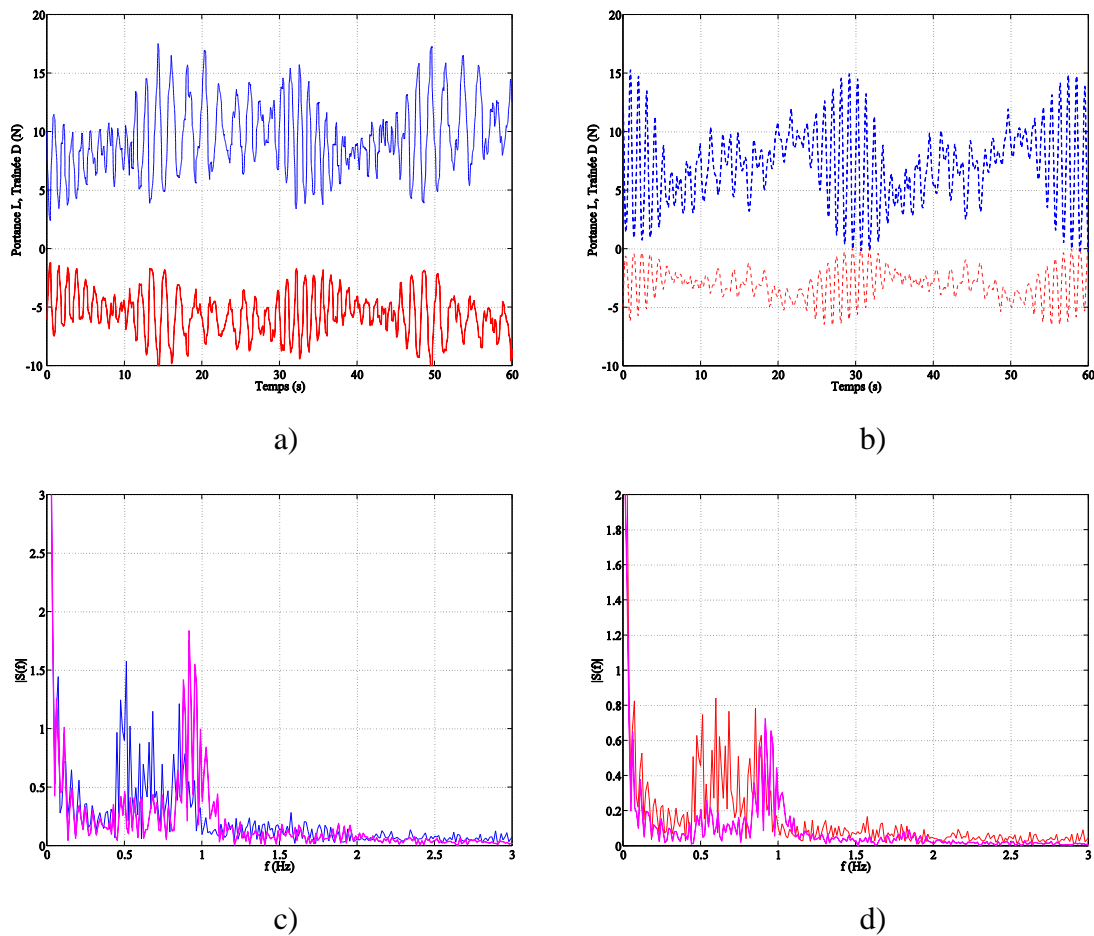 20
15
10
5
0
-5
-10
Portance L, Trainée D (N)
0 10 20 30 40 50 60
Temps (s)
a)
20
15
10
5
0
-5
-10
Portance L, Trainée D (N)
0 10 20 30 40 50 60
Temps (s)
b)
3
2.5
2
1.5
1
0.5
0
|S(f)|
0 0.5 1 1.5 2 2.5 3
f (Hz)
c)
2
1.8
1.6
1.4
1.2
1
0.8
0.6
0.4
0.2
0
|S(f)|
0 0.5 1 1.5 2 2.5 3
f (Hz)
d)